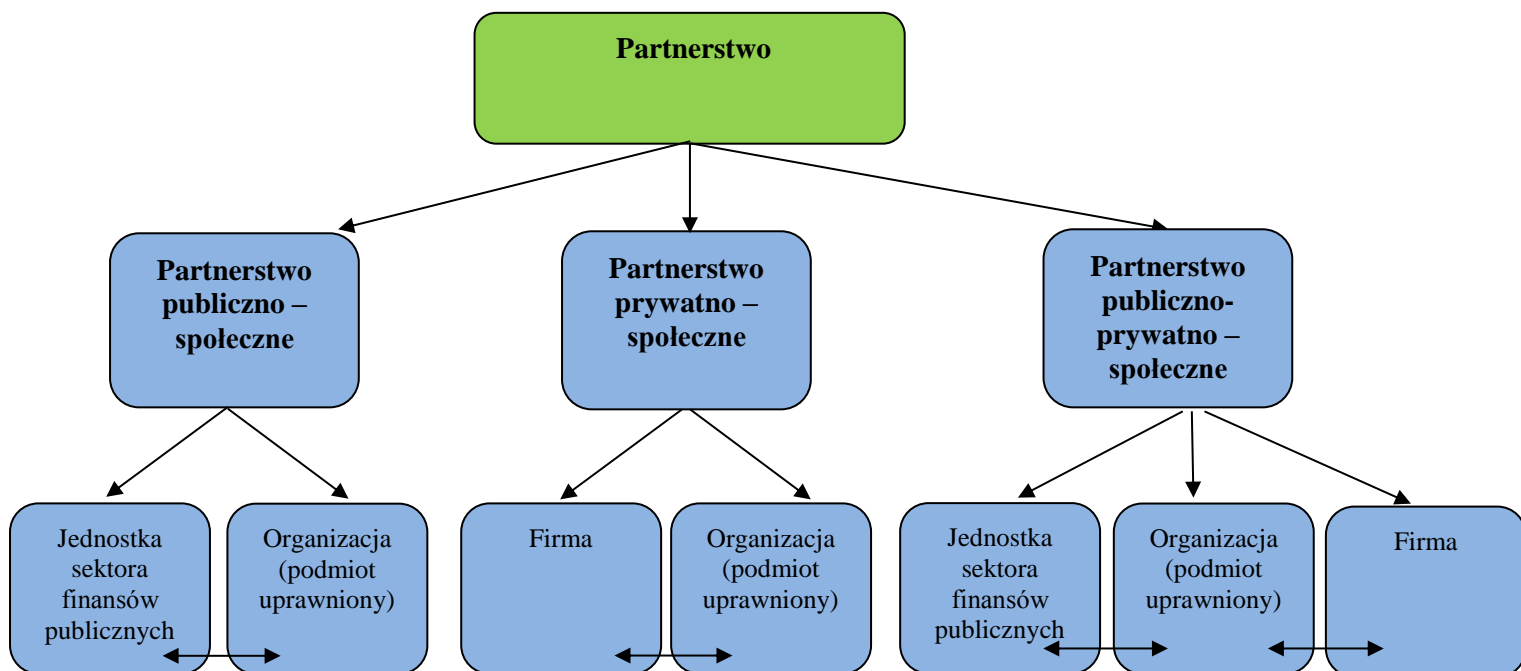 Partnerstwo
Partnerstwo
publiczno –
społeczne
Partnerstwo
prywatno –
społeczne
Partnerstwo
publiczno-
prywatno –
społeczne
Jednostka
sektora
finansów
publicznych
Organizacja
(podmiot
uprawniony)
Firma
Organizacja
(podmiot
uprawniony)
Jednostka
sektora
finansów
publicznych
Organizacja
(podmiot
uprawniony)
Firma